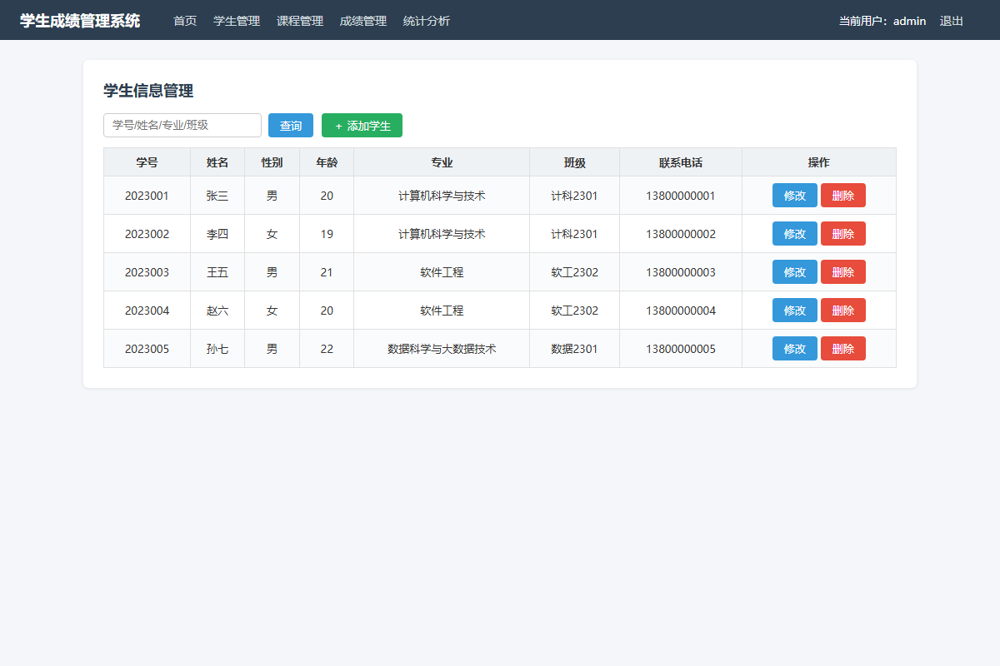 学生成绩管理系统 首页 学生管理 课程管理 成绩管理 统计分析 当前用户：admin 退出
学生信息管理
学号/姓名/专业/班级 查询 + 添加学生
学号 姓名 性别 年龄 专业 班级 联系电话 操作
2023001 张三 男 20 计算机科学与技术 计科2301 13800000001 修改 删除
2023002 李四 女 19 计算机科学与技术 计科2301 13800000002 修改 删除
2023003 王五 男 21 软件工程 软工2302 13800000003 修改 删除
2023004 赵六 女 20 软件工程 软工2302 13800000004 修改 删除
2023005 孙七 男 22 数据科学与大数据技术 数据2301 13800000005 修改 删除